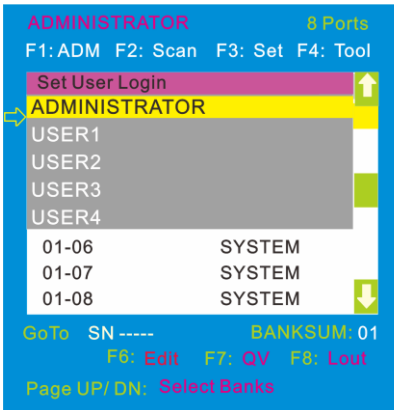 ADMINISTRATOR 8 Ports
F1: ADM F2: Scan F3: Set F4: Tool
Set User Login
ADMINISTRATOR
USER1
USER2
USER3
USER4
01-06 SYSTEM
01-07 SYSTEM
01-08 SYSTEM
GoTo SN ----- BANKSUM: 01
F6: Edit F7: QV F8: Lout
Page UP/ DN: Select Banks